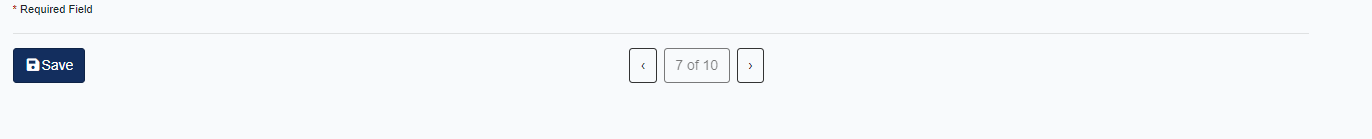 * Required Field
Save
‹ 7 of 10 ›